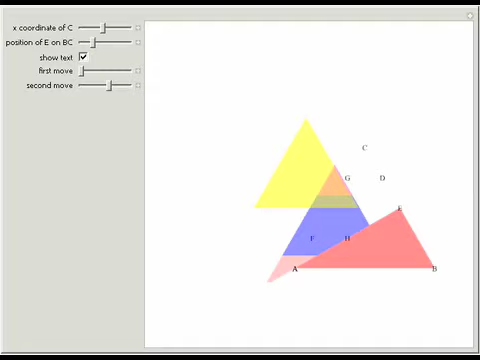 x coordinate of C
position of E on BC
show text
first move
second move
C
G D
E
F H
A B